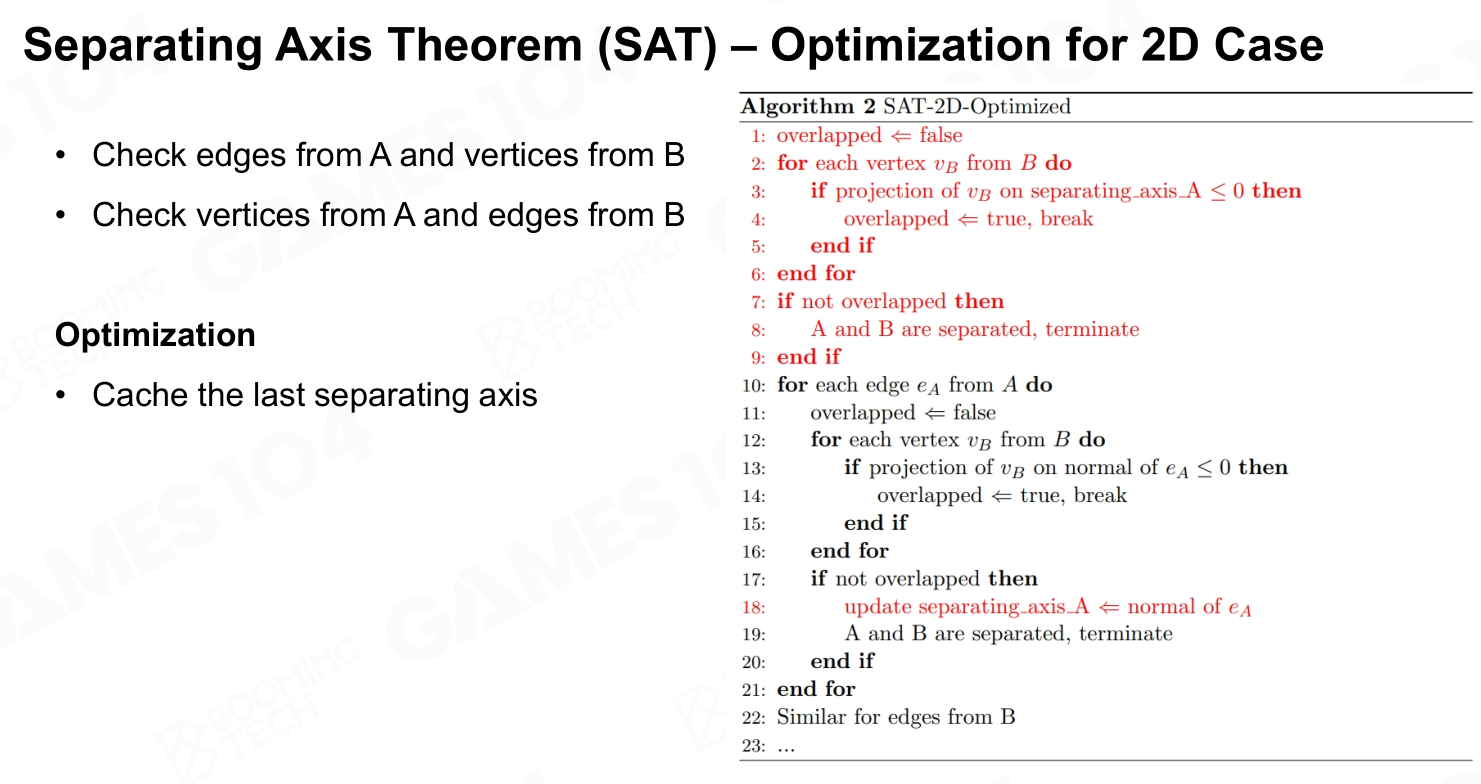 Separating Axis Theorem (SAT) – Optimization for 2D Case
• Check edges from A and vertices from B
• Check vertices from A and edges from B
Optimization
• Cache the last separating axis
Algorithm 2 SAT-2D-Optimized
1: overlapped ⇐ false
2: for each vertex v_B from B do
3: if projection of v_B on separating_axis_A ≤ 0 then
4: overlapped ⇐ true, break
5: end if
6: end for
7: if not overlapped then
8: A and B are separated, terminate
9: end if
10: for each edge e_A from A do
11: overlapped ⇐ false
12: for each vertex v_B from B do
13: if projection of v_B on normal of e_A ≤ 0 then
14: overlapped ⇐ true, break
15: end if
16: end for
17: if not overlapped then
18: update separating_axis_A ⇐ normal of e_A
19: A and B are separated, terminate
20: end if
21: end for
22: Similar for edges from B
23: ...
GAMES104
BOOMING TECH
GAMES104
BOOMING TECH
GAMES104
BOOMING TECH